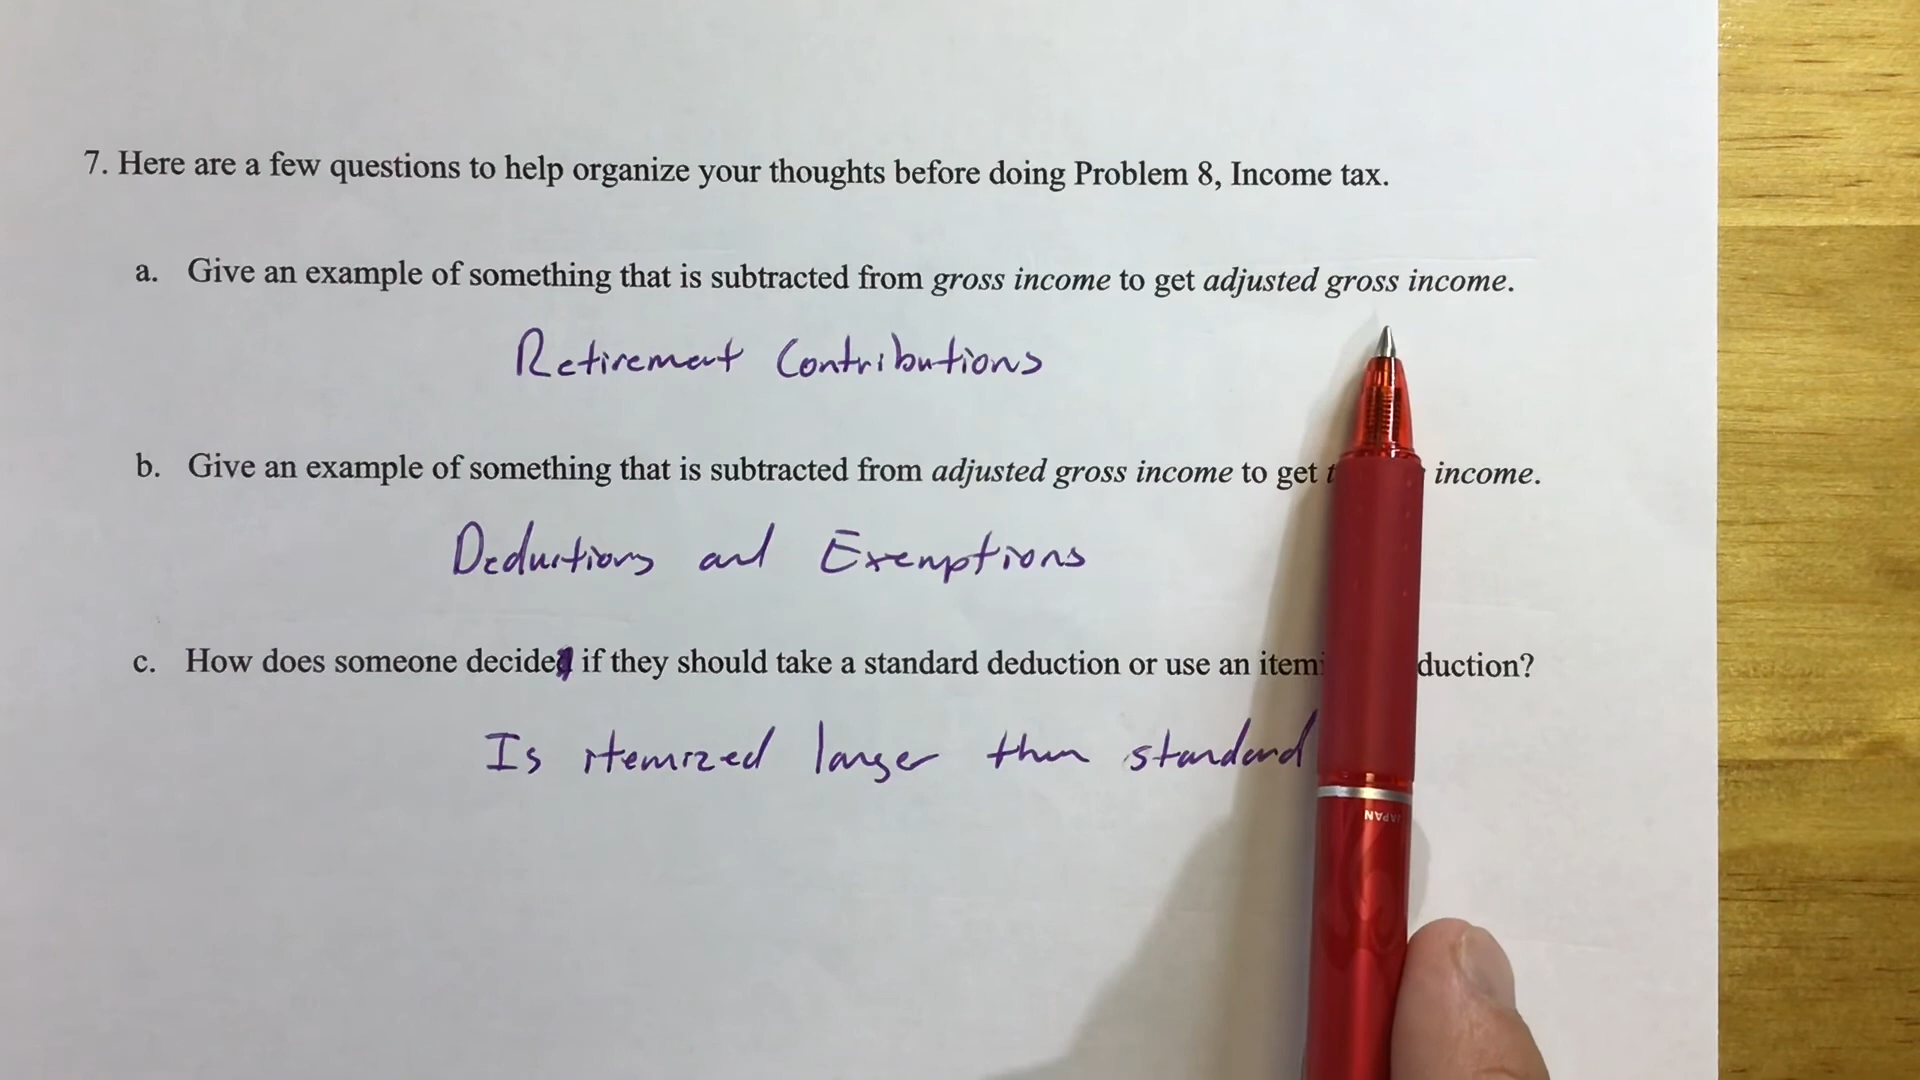 7. Here are a few questions to help organize your thoughts before doing Problem 8, Income tax.
a. Give an example of something that is subtracted from gross income to get adjusted gross income.
Retirement Contributions
b. Give an example of something that is subtracted from adjusted gross income to get income.
Deductions and Exemptions
c. How does someone decide if they should take a standard deduction or use an itemi duction?
Is itemized larger than standard
JAPAN